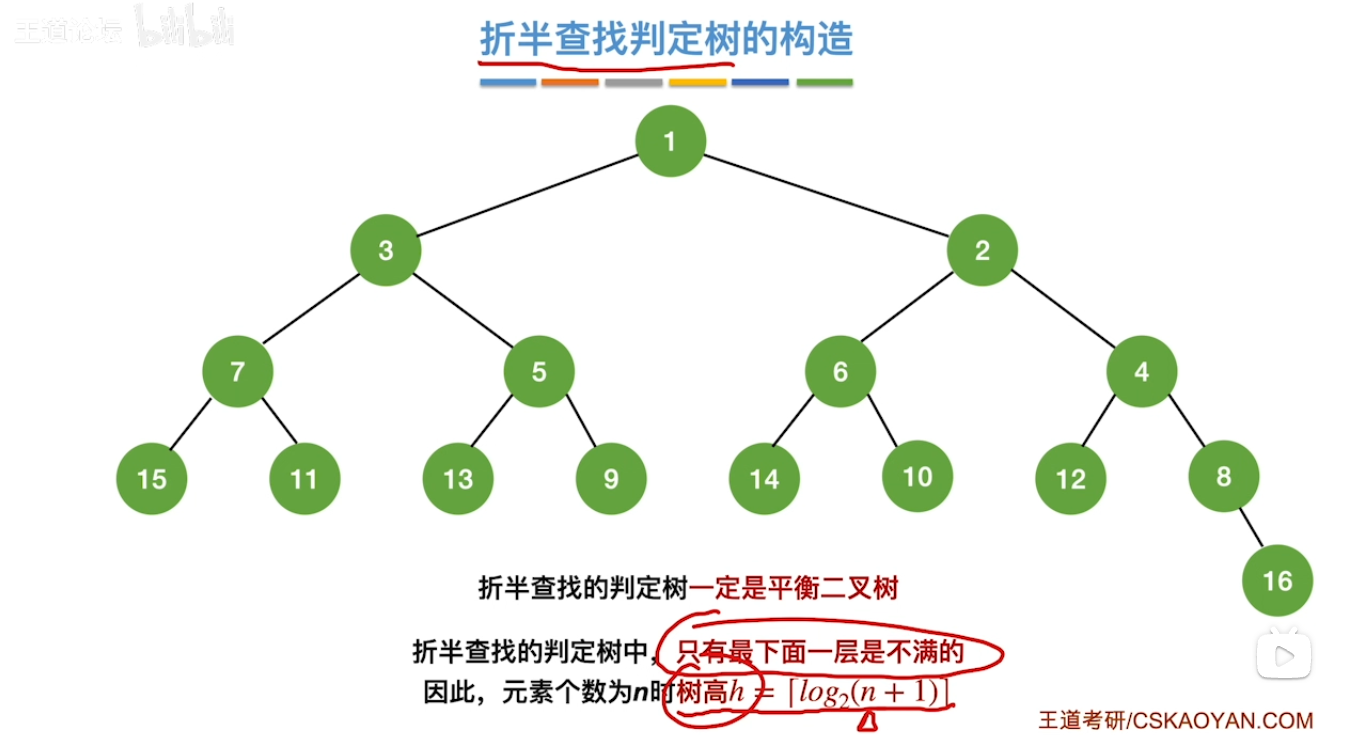 王道论坛 bilibili
折半查找判定树的构造
1
3 2
7 5 6 4
15 11 13 9 14 10 12 8
16
折半查找的判定树一定是平衡二叉树
折半查找的判定树中，只有最下面一层是不满的
因此，元素个数为n时树高h = ⌈log₂(n + 1)⌉
王道考研/CSKAOYAN.COM